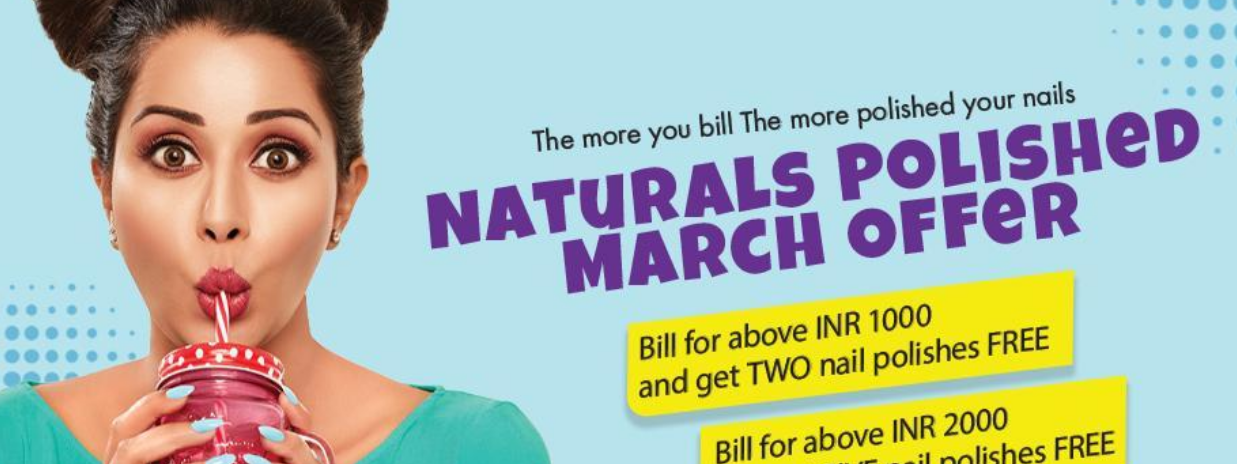 The more you bill The more polished your nails
NATURALS POLISHED
MARCH OFFER
Bill for above INR 1000
and get TWO nail polishes FREE
Bill for above INR 2000
nail polishes FREE